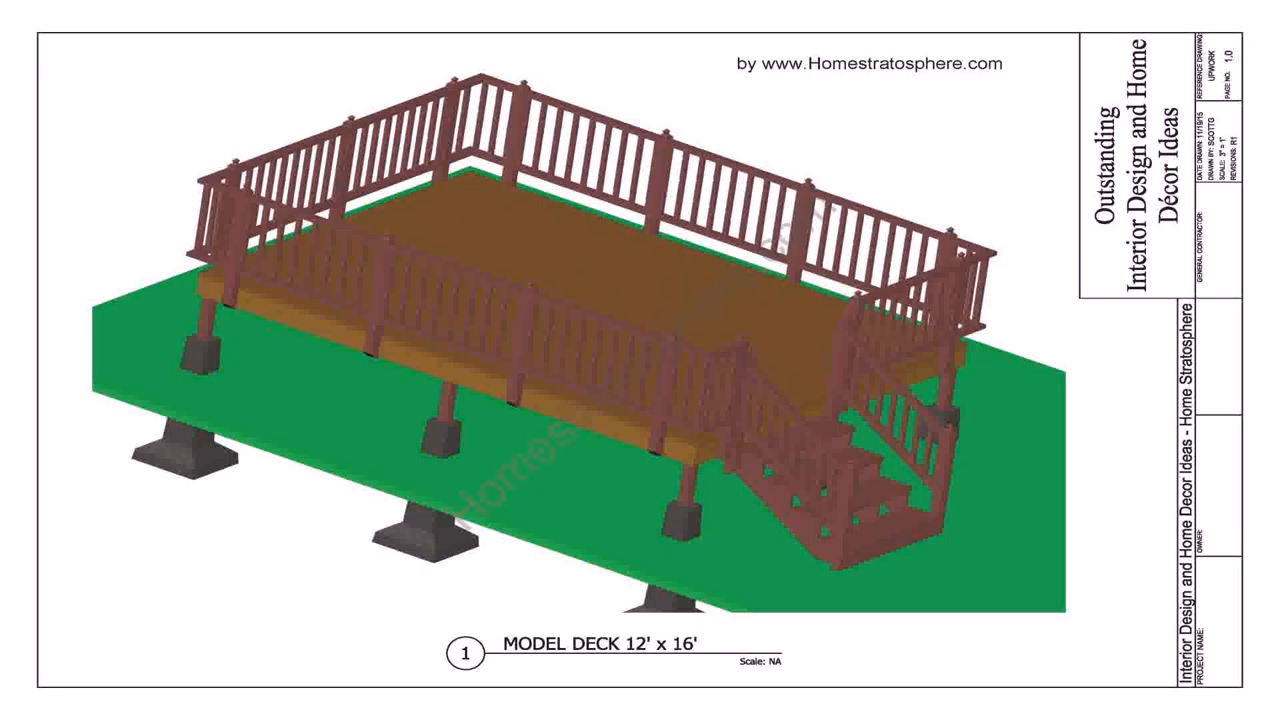 by www.Homestratosphere.com
Outstanding
Interior Design and Home
Décor Ideas
REFERENCE DRAWING:
UPWORK
PAGE NO. 1.0
DATE DRAWN: 11/19/15
DRAWN BY: SCOTTG
SCALE: 3" = 1'
REVISIONS: R1
GENERAL CONTRACTOR:
OWNER:
Interior Design and Home Decor Ideas - Home Stratosphere
PROJECT NAME:
1
MODEL DECK 12' x 16'
Scale: NA